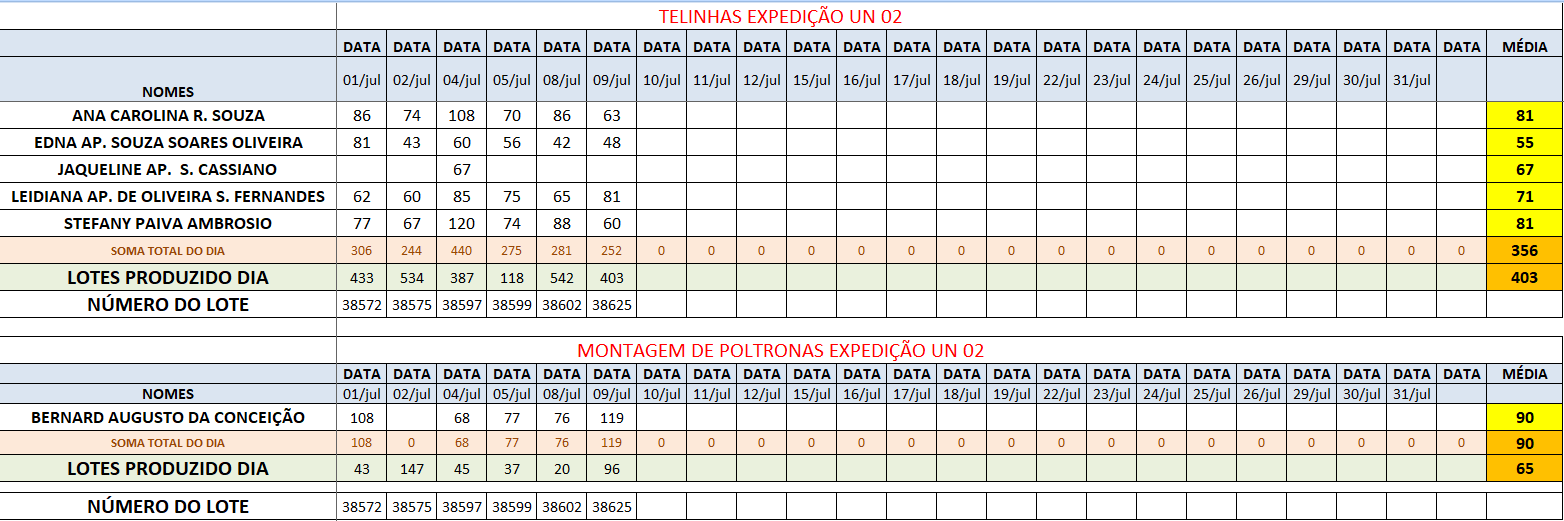 TELINHAS EXPEDIÇÃO UN 02
DATA DATA DATA DATA DATA DATA DATA DATA DATA DATA DATA DATA DATA DATA DATA DATA DATA DATA DATA DATA DATA DATA DATA MÉDIA
NOMES 01/jul 02/jul 04/jul 05/jul 08/jul 09/jul 10/jul 11/jul 12/jul 15/jul 16/jul 17/jul 18/jul 19/jul 22/jul 23/jul 24/jul 25/jul 26/jul 29/jul 30/jul 31/jul
ANA CAROLINA R. SOUZA 86 74 108 70 86 63 81
EDNA AP. SOUZA SOARES OLIVEIRA 81 43 60 56 42 48 55
JAQUELINE AP. S. CASSIANO 67 67
LEIDIANA AP. DE OLIVEIRA S. FERNANDES 62 60 85 75 65 81 71
STEFANY PAIVA AMBROSIO 77 67 120 74 88 60 81
SOMA TOTAL DO DIA 306 244 440 275 281 252 0 0 0 0 0 0 0 0 0 0 0 0 0 0 0 0 0 356
LOTES PRODUZIDO DIA 433 534 387 118 542 403 403
NÚMERO DO LOTE 38572 38575 38597 38599 38602 38625
MONTAGEM DE POLTRONAS EXPEDIÇÃO UN 02
DATA DATA DATA DATA DATA DATA DATA DATA DATA DATA DATA DATA DATA DATA DATA DATA DATA DATA DATA DATA DATA DATA DATA MÉDIA
NOMES 01/jul 02/jul 04/jul 05/jul 08/jul 09/jul 10/jul 11/jul 12/jul 15/jul 16/jul 17/jul 18/jul 19/jul 22/jul 23/jul 24/jul 25/jul 26/jul 29/jul 30/jul 31/jul
BERNARD AUGUSTO DA CONCEIÇÃO 108 68 77 76 119 90
SOMA TOTAL DO DIA 108 0 68 77 76 119 0 0 0 0 0 0 0 0 0 0 0 0 0 0 0 0 0 90
LOTES PRODUZIDO DIA 43 147 45 37 20 96 65
NÚMERO DO LOTE 38572 38575 38597 38599 38602 38625